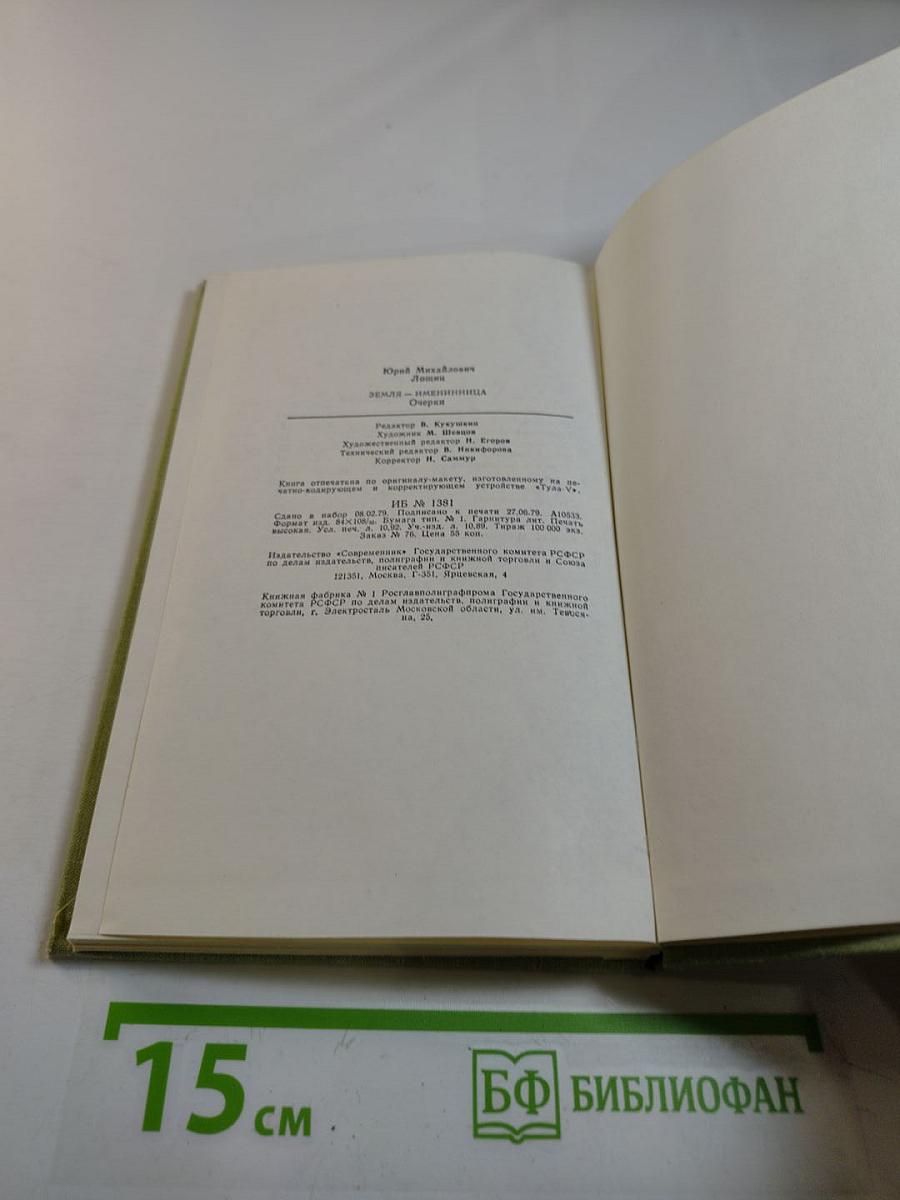 Юрий Михайлович
Лощиц
ЗЕМЛЯ — ИМЕНИННИЦА
Очерки
Редактор В. Кукушкин
Художник М. Шевцов
Художественный редактор Н. Егоров
Технический редактор В. Никифорова
Корректор Н. Саммур
Книга отпечатана по оригиналу-макету, изготовленному на пе-
чатно-кодирующем и корректирующем устройстве «Тула-V».
ИБ № 1381
Сдано в набор 08.02.79. Подписано к печати 27.06.79. А10533.
Формат изд. 84×108/32. Бумага тип. № 1. Гарнитура лит. Печать
высокая. Усл. печ. л. 10,92. Уч.-изд. л. 10,89. Тираж 100 000 экз.
Заказ № 76. Цена 55 коп.
Издательство «Современник» Государственного комитета РСФСР
по делам издательств, полиграфии и книжной торговли и Союза
писателей РСФСР
121351, Москва, Г-351, Ярцевская, 4
Книжная фабрика № 1 Росглавполиграфпрома Государственного
комитета РСФСР по делам издательств, полиграфии и книжной
торговли, г. Электросталь Московской области, ул. им. Тевося-
на, 25.
15 см
БФ БИБЛИОФАН